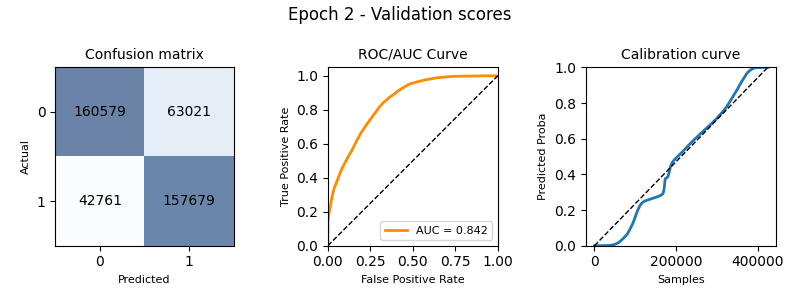 Epoch 2 - Validation scores
Confusion matrix
Actual
0
1
160579 63021
42761 157679
0 1
Predicted
ROC/AUC Curve
True Positive Rate
1.0
0.8
0.6
0.4
0.2
0.0
AUC = 0.842
0.00 0.25 0.50 0.75 1.00
False Positive Rate
Calibration curve
Predicted Proba
1.0
0.8
0.6
0.4
0.2
0.0
0 200000 400000
Samples